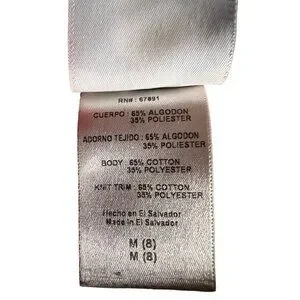 RN#: 67891
CUERPO : 65% ALGODON
35% POLIESTER
ADORNO TEJIDO : 65% ALGODON
35% POLIESTER
BODY : 65% COTTON
35% POLYESTER
KNIT TRIM : 65% COTTON
35% POLYESTER
Hecho en El Salvador
Made in El Salvador
M (8)
M (8)